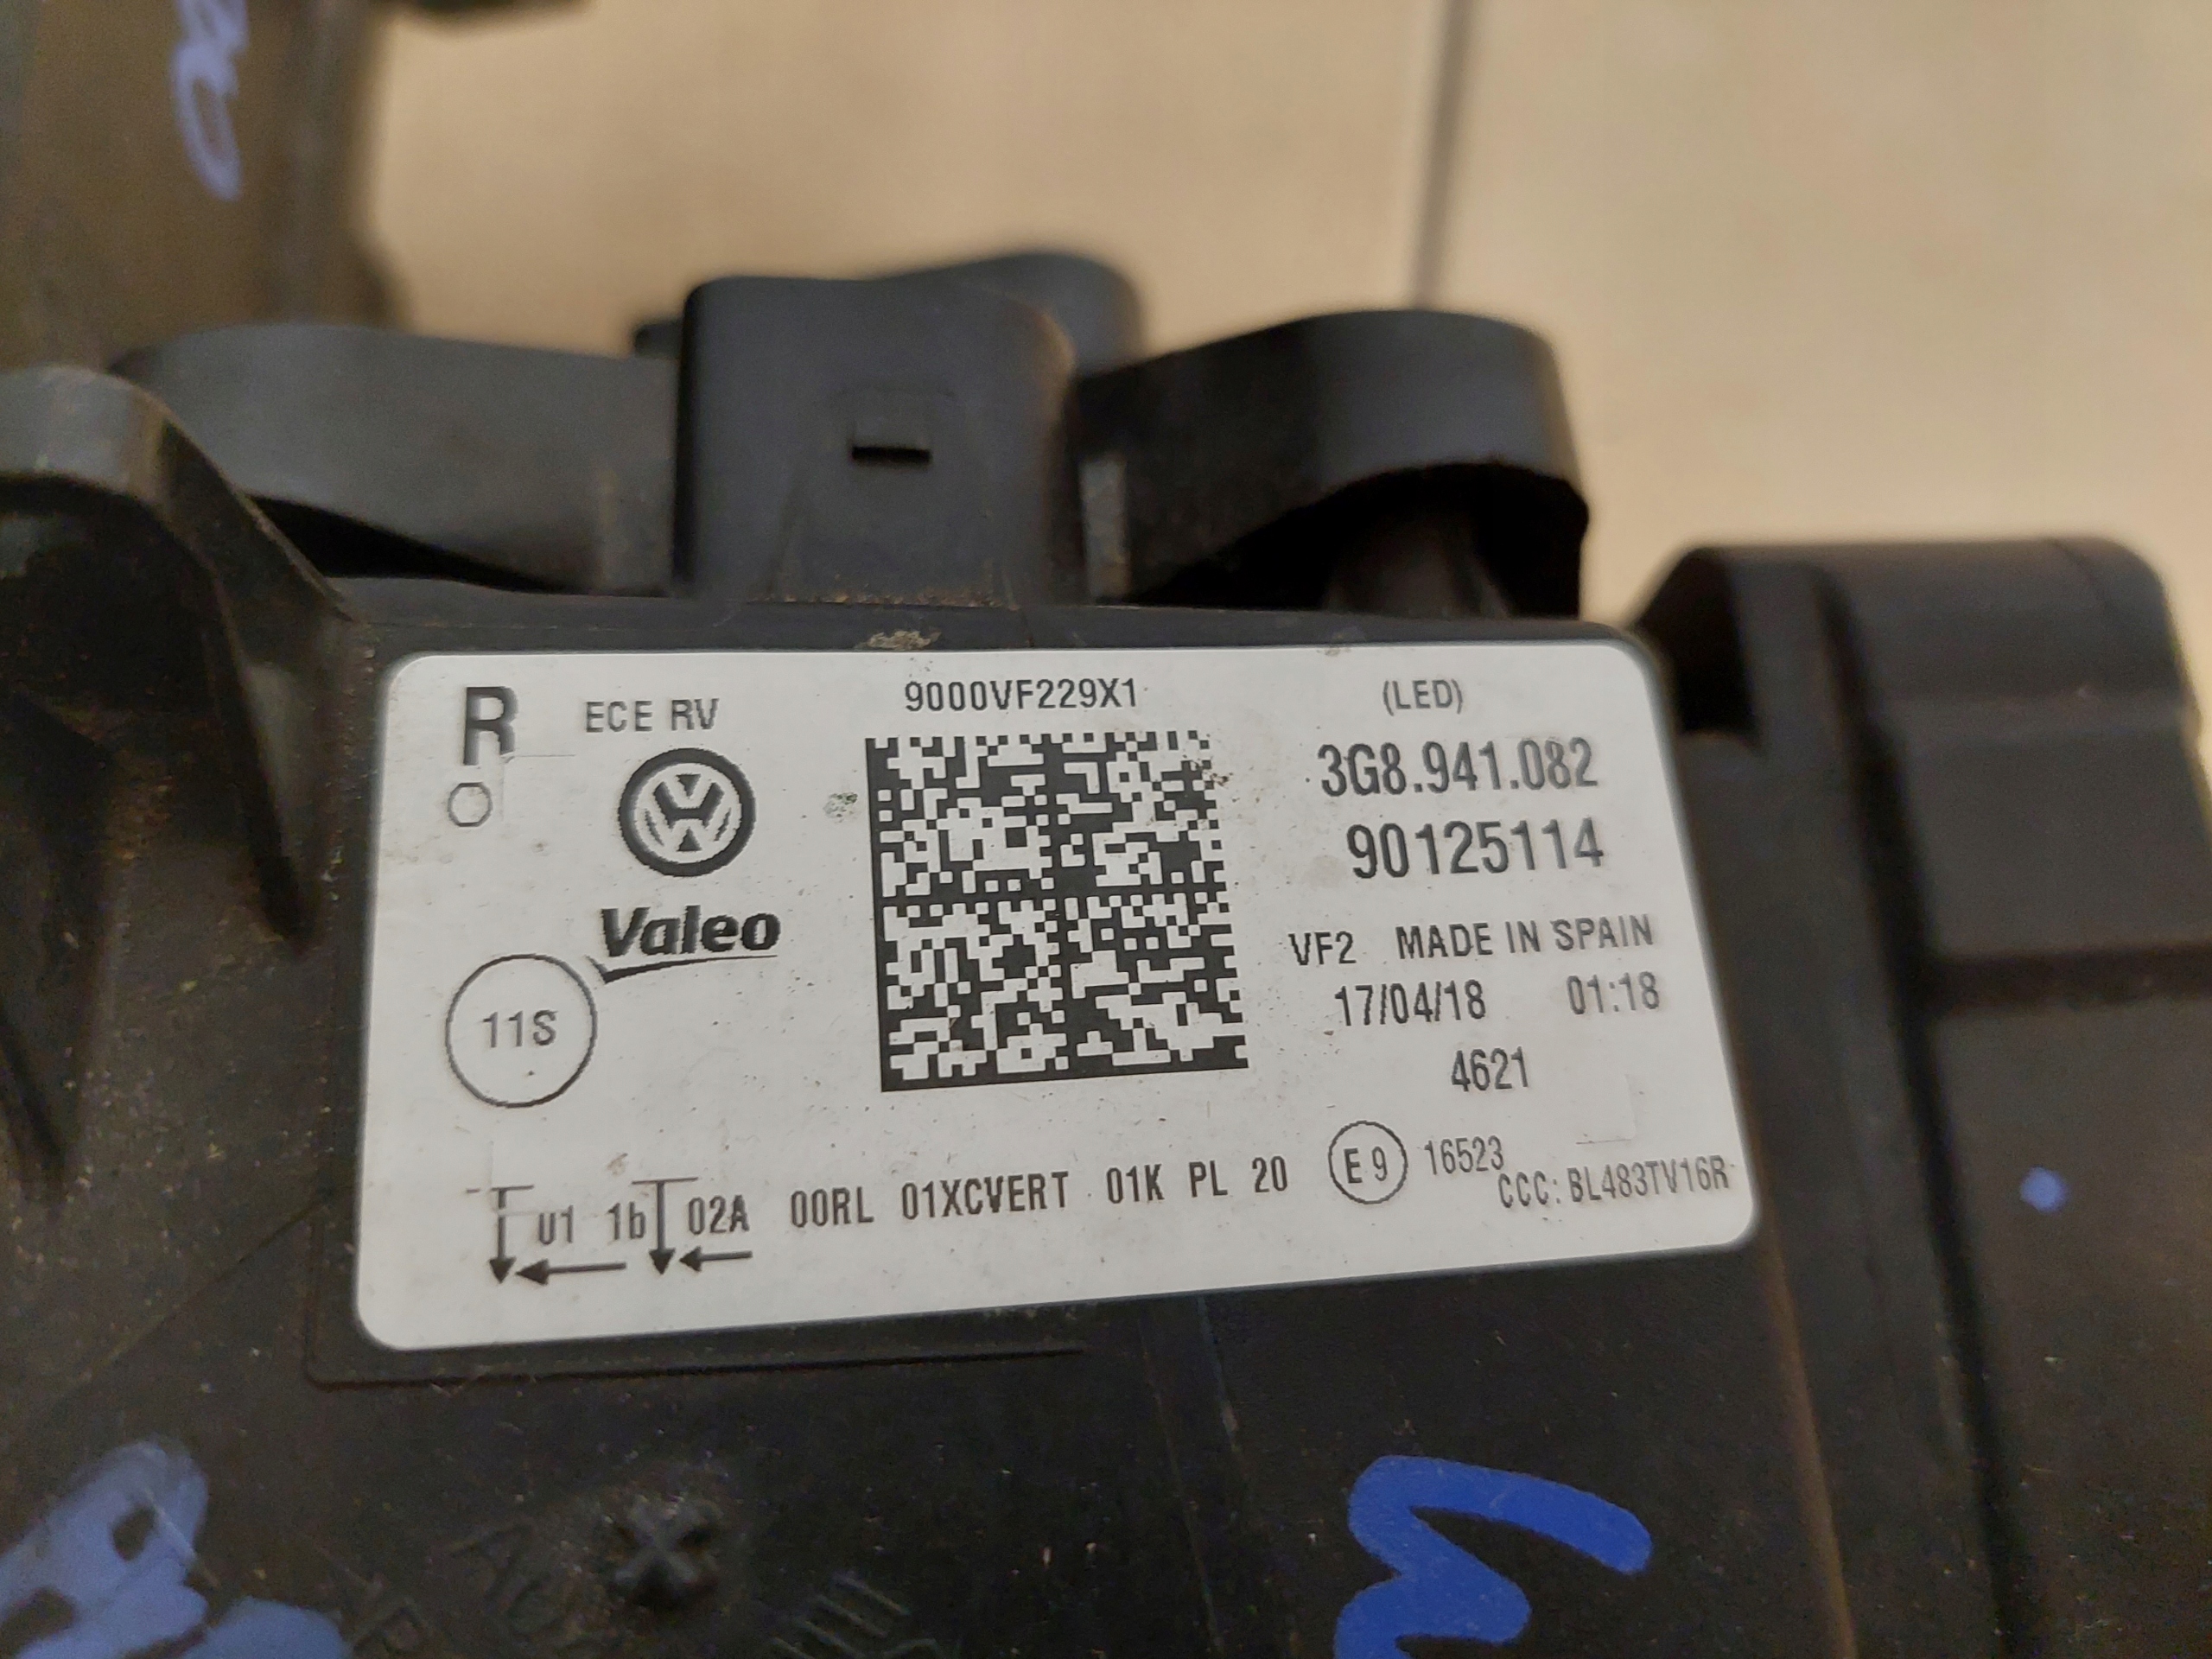 R
ECE RV
9000VF229X1
(LED)
3G8.941.082
90125114
Valeo
VF2 MADE IN SPAIN
17/04/18 01:18
11S
4621
01 1b 02A 00RL 01XCVERT 01K PL 20 E9 16523
CCC: BL483TV16R